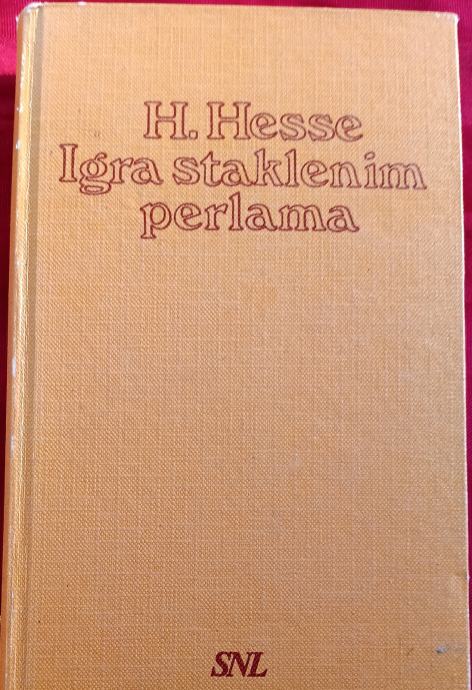 H. Hesse
Igra staklenim
perlama
SNL